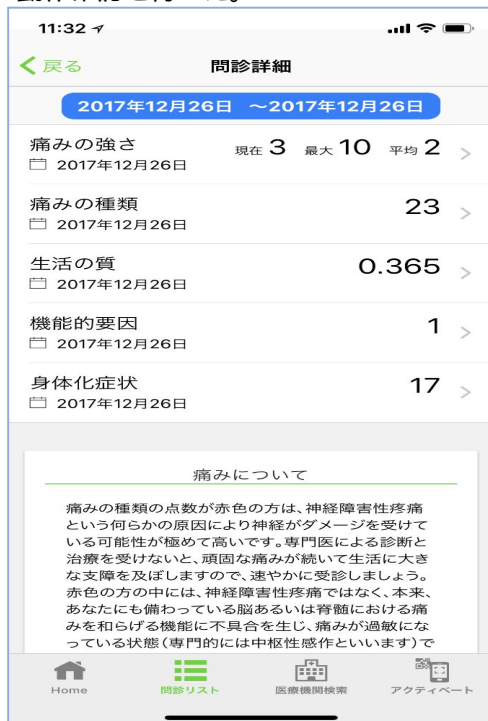 11:32
戻る 問診詳細
2017年12月26日 ~2017年12月26日
痛みの強さ 現在 3 最大 10 平均 2
2017年12月26日
痛みの種類 23
2017年12月26日
生活の質 0.365
2017年12月26日
機能的要因 1
2017年12月26日
身体化症状 17
2017年12月26日
痛みについて
痛みの種類の点数が赤色の方は、神経障害性疼痛
という何らかの原因により神経がダメージを受けて
いる可能性が極めて高いです。専門医による診断と
治療を受けないと、頑固な痛みが続いて生活に大き
な支障を及ぼしますので、速やかに受診しましょう。
赤色の方の中には、神経障害性疼痛ではなく、本来、
あなたにも備わっている脳あるいは脊髄における痛
みを和らげる機能に不具合を生じ、痛みが過敏にな
っている状態(専門的には中枢性感作といいます)で
Home 問診リスト 医療機関検索 アクティベート